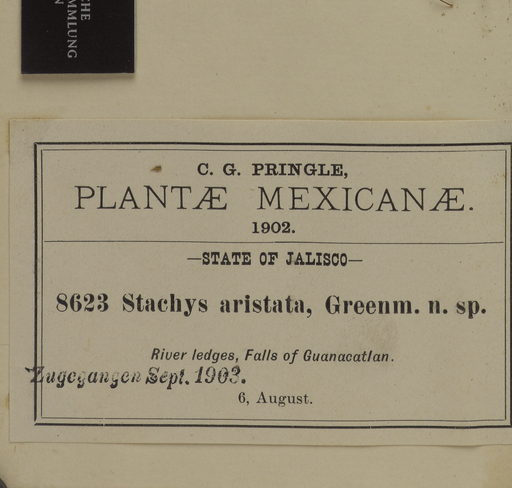 CHE
MMLUNG
N
C. G. PRINGLE,
PLANTÆ MEXICANÆ.
1902.
—STATE OF JALISCO—
8623 Stachys aristata, Greenm. n. sp.
River ledges, Falls of Guanacatlan.
Zugegangen Sept. 1903.
6, August.